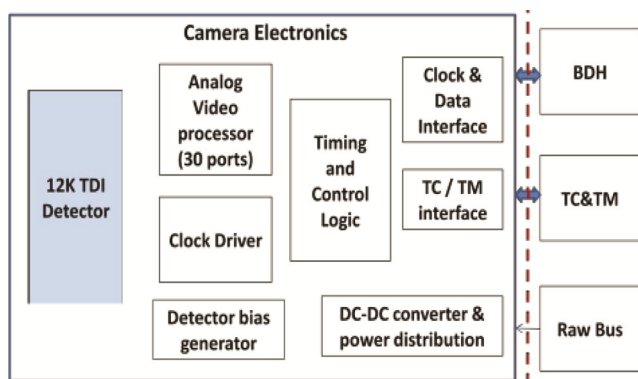 Camera Electronics
12K TDI
Detector
Analog
Video
processor
(30 ports)
Clock Driver
Detector bias
generator
Timing
and
Control
Logic
Clock &
Data
Interface
TC / TM
interface
DC-DC converter &
power distribution
BDH
TC&TM
Raw Bus